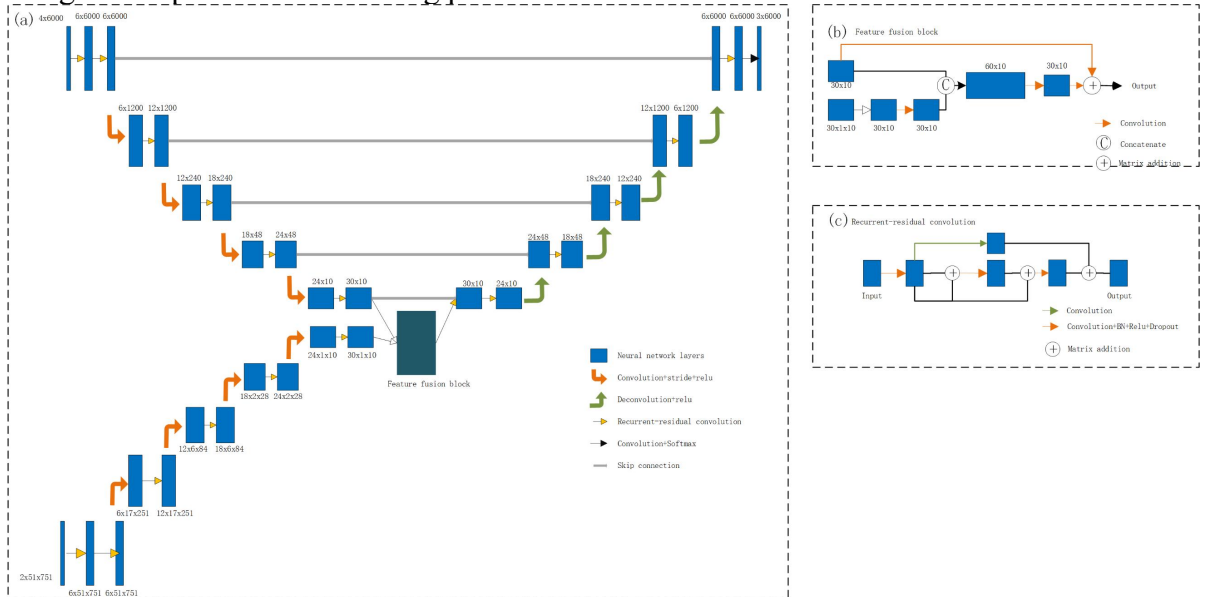 (a)
4x6000 6x6000 6x6000
6x6000 6x6000 3x6000
6x1200 12x1200
12x1200 6x1200
12x240 18x240
18x240 12x240
18x48 24x48
24x48 18x48
24x10 30x10
30x10 24x10
24x1x10 30x1x10
Feature fusion block
18x2x28 24x2x28
12x6x84 18x6x84
6x17x251 12x17x251
2x51x751
6x51x751 6x51x751
Neural network layers
Convolution+stride+relu
Deconvolution+relu
Recurrent-residual convolution
Convolution+Softmax
Skip connection
(b) Feature fusion block
30x10
60x10
30x10
C
+
Output
30x1x10 30x10 30x10
Convolution
C Concatenate
+ Matrix addition
(c) Recurrent-residual convolution
+ + +
Input
Output
Convolution
Convolution+BN+Relu+Dropout
+ Matrix addition